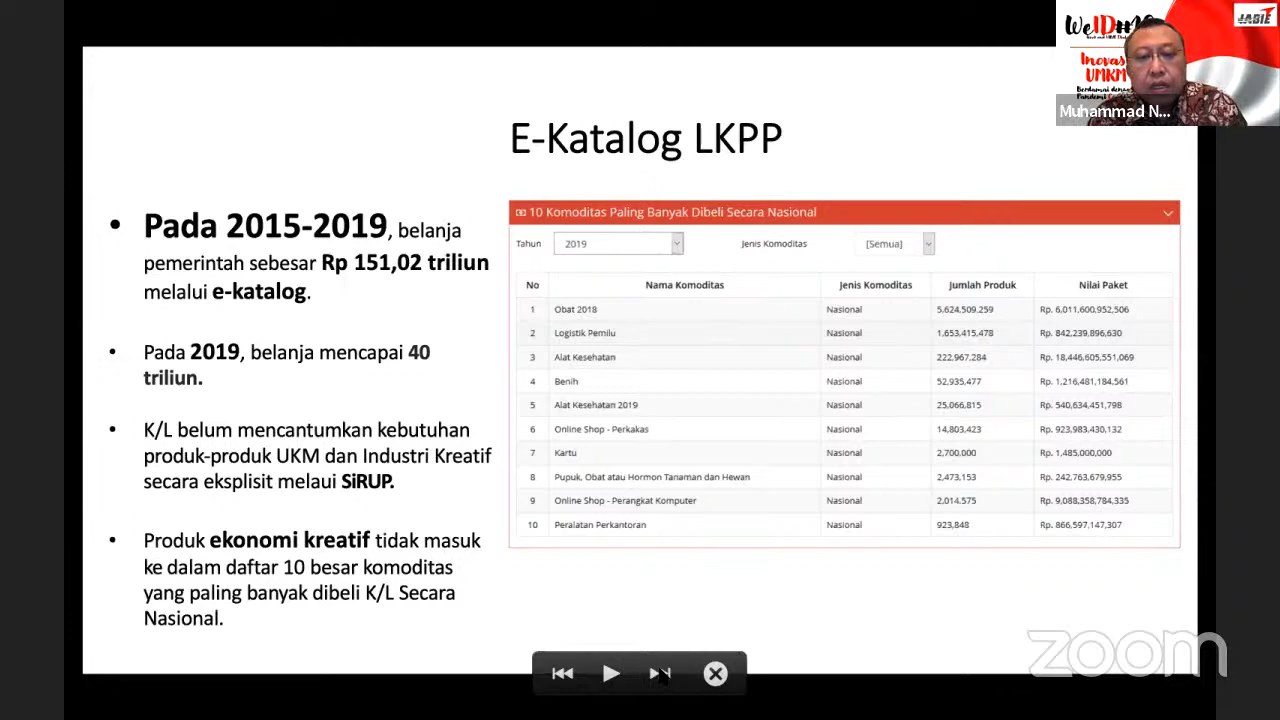 WeIDHO
JABIE
Inovas
UMKM
Berdamai denga
Pandemi
Muhammad N...
E-Katalog LKPP
• Pada 2015-2019, belanja
pemerintah sebesar Rp 151,02 triliun
melalui e-katalog.
• Pada 2019, belanja mencapai 40
triliun.
• K/L belum mencantumkan kebutuhan
produk-produk UKM dan Industri Kreatif
secara eksplisit melaui SiRUP.
• Produk ekonomi kreatif tidak masuk
ke dalam daftar 10 besar komoditas
yang paling banyak dibeli K/L Secara
Nasional.
10 Komoditas Paling Banyak Dibeli Secara Nasional
Tahun 2019 Jenis Komoditas [Semua]
No Nama Komoditas Jenis Komoditas Jumlah Produk Nilai Paket
1 Obat 2018 Nasional 5,624,509,259 Rp. 6,011,600,952,506
2 Logistik Pemilu Nasional 1,653,415,478 Rp. 842,239,896,630
3 Alat Kesehatan Nasional 222,967,284 Rp. 18,446,605,551,069
4 Benih Nasional 52,935,477 Rp. 1,216,481,184,561
5 Alat Kesehatan 2019 Nasional 25,066,815 Rp. 540,634,451,798
6 Online Shop - Perkakas Nasional 14,803,423 Rp. 923,983,430,132
7 Kartu Nasional 2,700,000 Rp. 1,485,000,000
8 Pupuk, Obat atau Hormon Tanaman dan Hewan Nasional 2,473,153 Rp. 242,763,679,955
9 Online Shop - Perangkat Komputer Nasional 2,014,575 Rp. 9,088,358,784,335
10 Peralatan Perkantoran Nasional 923,848 Rp. 866,597,147,307
zoom